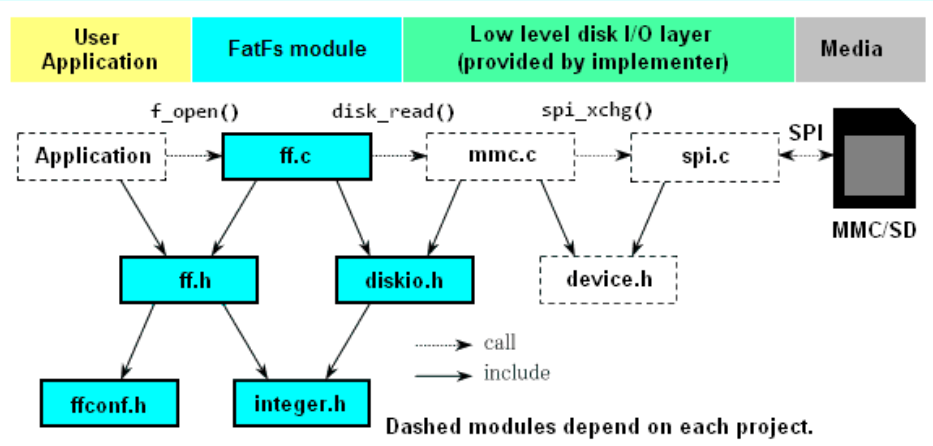 User
Application
FatFs module
Low level disk I/O layer
(provided by implementer)
Media
f_open()
disk_read()
spi_xchg()
Application
ff.c
mmc.c
spi.c
SPI
MMC/SD
ff.h
diskio.h
device.h
call
include
ffconf.h
integer.h
Dashed modules depend on each project.